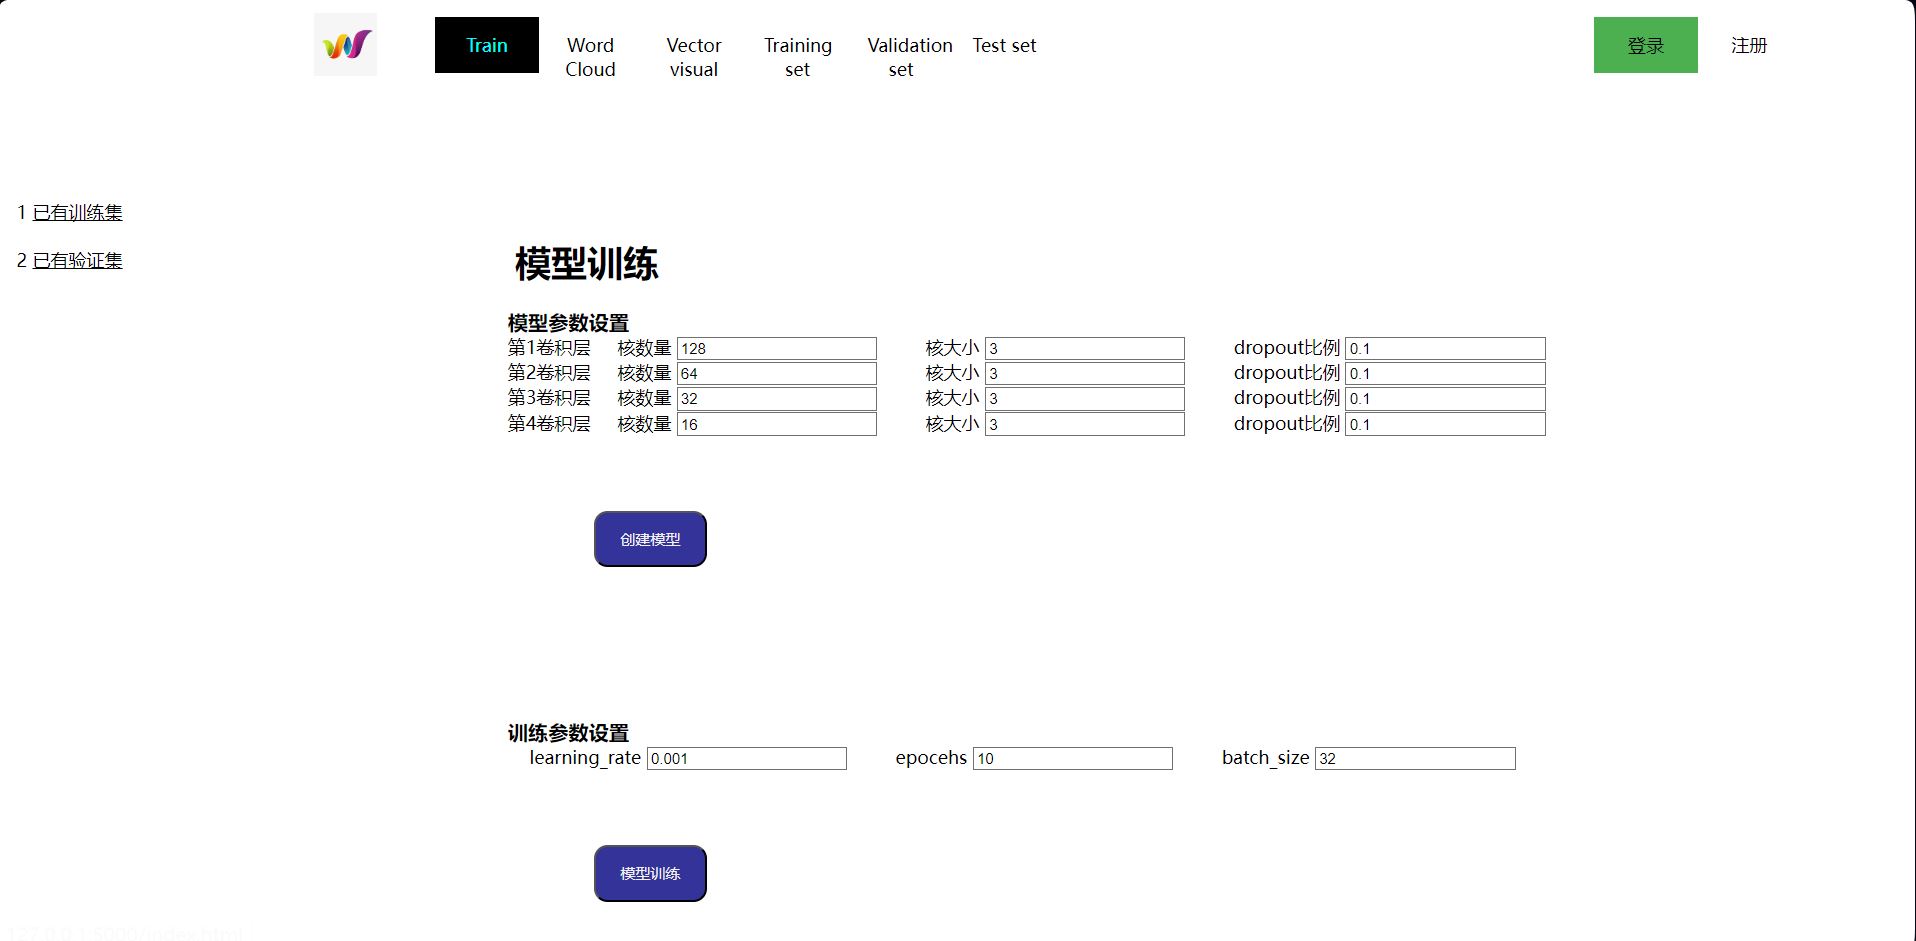 Train
Word Cloud
Vector visual
Training set
Validation set
Test set
登录
注册
1 已有训练集
2 已有验证集
模型训练
模型参数设置
第1卷积层 核数量 128 核大小 3 dropout比例 0.1
第2卷积层 核数量 64 核大小 3 dropout比例 0.1
第3卷积层 核数量 32 核大小 3 dropout比例 0.1
第4卷积层 核数量 16 核大小 3 dropout比例 0.1
创建模型
训练参数设置
learning_rate 0.001 epocehs 10 batch_size 32
模型训练